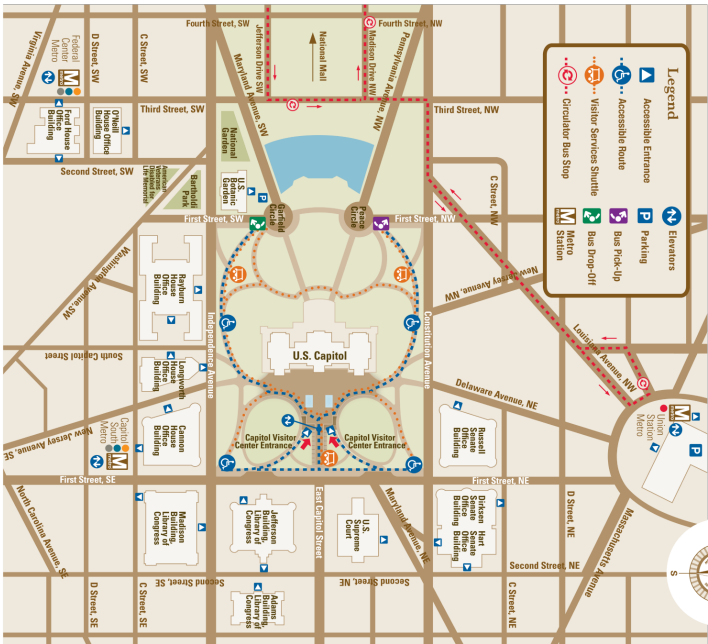 Legend
Accessible Entrance
Accessible Route
Visitor Services Shuttle
Circulator Bus Stop
Elevators
Parking
P
Bus Pick-Up
Bus Drop-Off
Metro
Station
M
Fourth Street, SW
Fourth Street, NW
Jefferson Drive SW
National Mall
Madison Drive NW
Pennsylvania Avenue, NW
Maryland Avenue, SW
Virginia Avenue, SW
D Street, SW
C Street, SW
Federal
Center
Metro
M
Third Street, SW
Third Street, NW
Ford House
Office
Building
O'Neill
House Office
Building
Second Street, SW
American
Veterans
Disabled for
Life Memorial
Bartholdi
Park
National
Garden
U.S.
Botanic
Garden
P
Garfield
Circle
Peace
Circle
First Street, SW
First Street, NW
C Street, NW
New Jersey Avenue, NW
Louisiana Avenue, NW
Washington Avenue, SW
Rayburn
House
Office
Building
South Capitol Street
Independence Avenue
Constitution Avenue
U.S. Capitol
Longworth
House
Office
Building
Cannon
House
Office
Building
New Jersey Avenue, SE
Capitol
South
Metro
M
Capitol Visitor
Center Entrance
Capitol Visitor
Center Entrance
Delaware Avenue, NE
Russell
Senate
Office
Building
M
Union
Station
Metro
P
First Street, SE
First Street, NE
North Carolina Avenue, SE
Madison
Building,
Library of
Congress
Jefferson
Building,
Library of
Congress
East Capitol Street
U.S.
Supreme
Court
Maryland Avenue, NE
Dirksen
Senate
Office
Building
Hart
Senate
Office
Building
D Street, NE
Massachusetts Avenue
Second Street, SE
Second Street, NE
Second Street, NE
Adams
Building,
Library of
Congress
D Street, SE
C Street, SE
C Street, NE
S